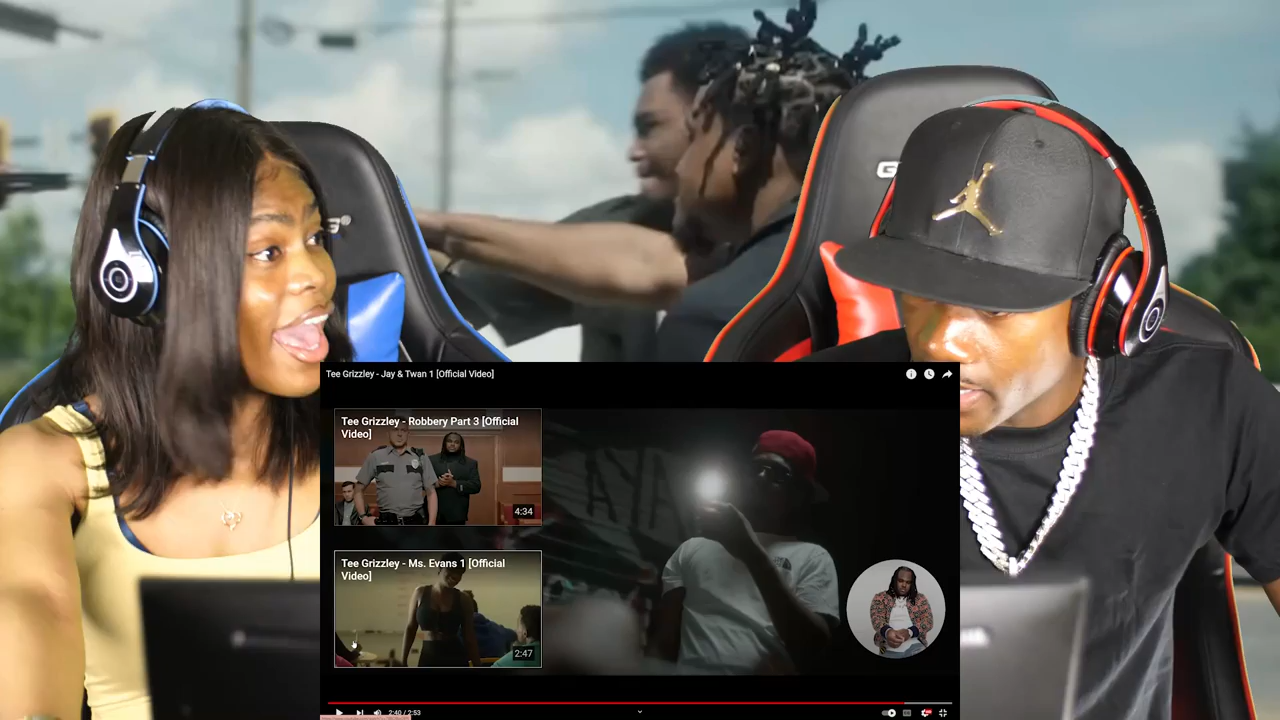 Tee Grizzley - Jay & Twan 1 [Official Video]
Tee Grizzley - Robbery Part 3 [Official
Video]
4:34
Tee Grizzley - Ms. Evans 1 [Official
Video]
2:47
2:40 / 2:53